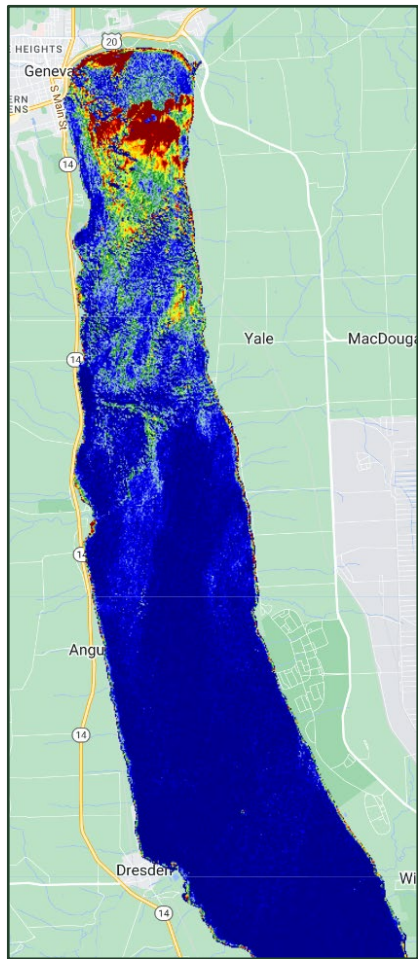 HEIGHTS
20
Geneva
ERN
ENS
S Main St
14
Yale
MacDouga
14
14
Angu
14
Dresden
Wi
14